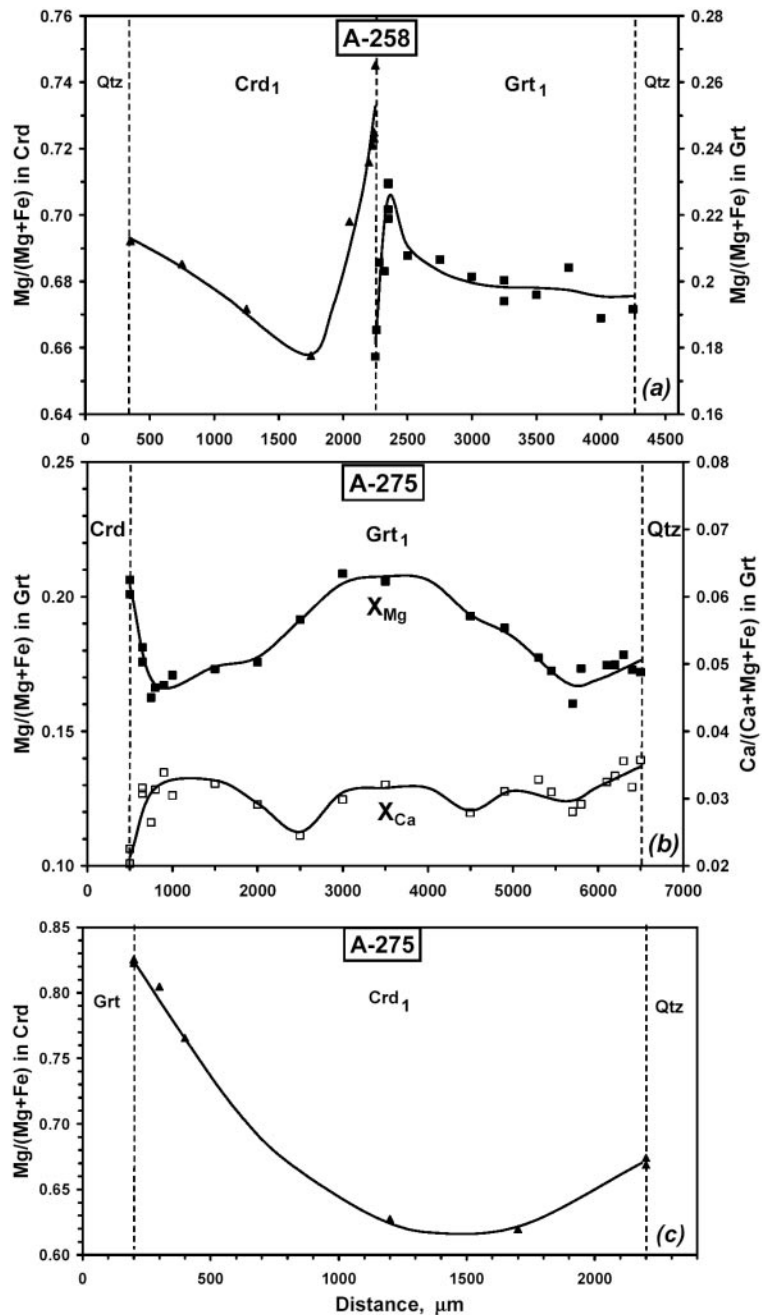 A-258
0.76
0.74
0.72
0.70
0.68
0.66
0.64
Mg/(Mg+Fe) in Crd
Qtz
Crd1
Grt1
Qtz
0.28
0.26
0.24
0.22
0.2
0.18
0.16
Mg/(Mg+Fe) in Grt
(a)
0 500 1000 1500 2000 2500 3000 3500 4000 4500
A-275
0.25
0.20
0.15
0.10
Mg/(Mg+Fe) in Grt
Crd
Grt1
Qtz
XMg
XCa
0.08
0.07
0.06
0.05
0.04
0.03
0.02
Ca/(Ca+Mg+Fe) in Grt
(b)
0 1000 2000 3000 4000 5000 6000 7000
A-275
0.85
0.80
0.75
0.70
0.65
0.60
Mg/(Mg+Fe) in Crd
Grt
Crd1
Qtz
(c)
0 500 1000 1500 2000
Distance, μm